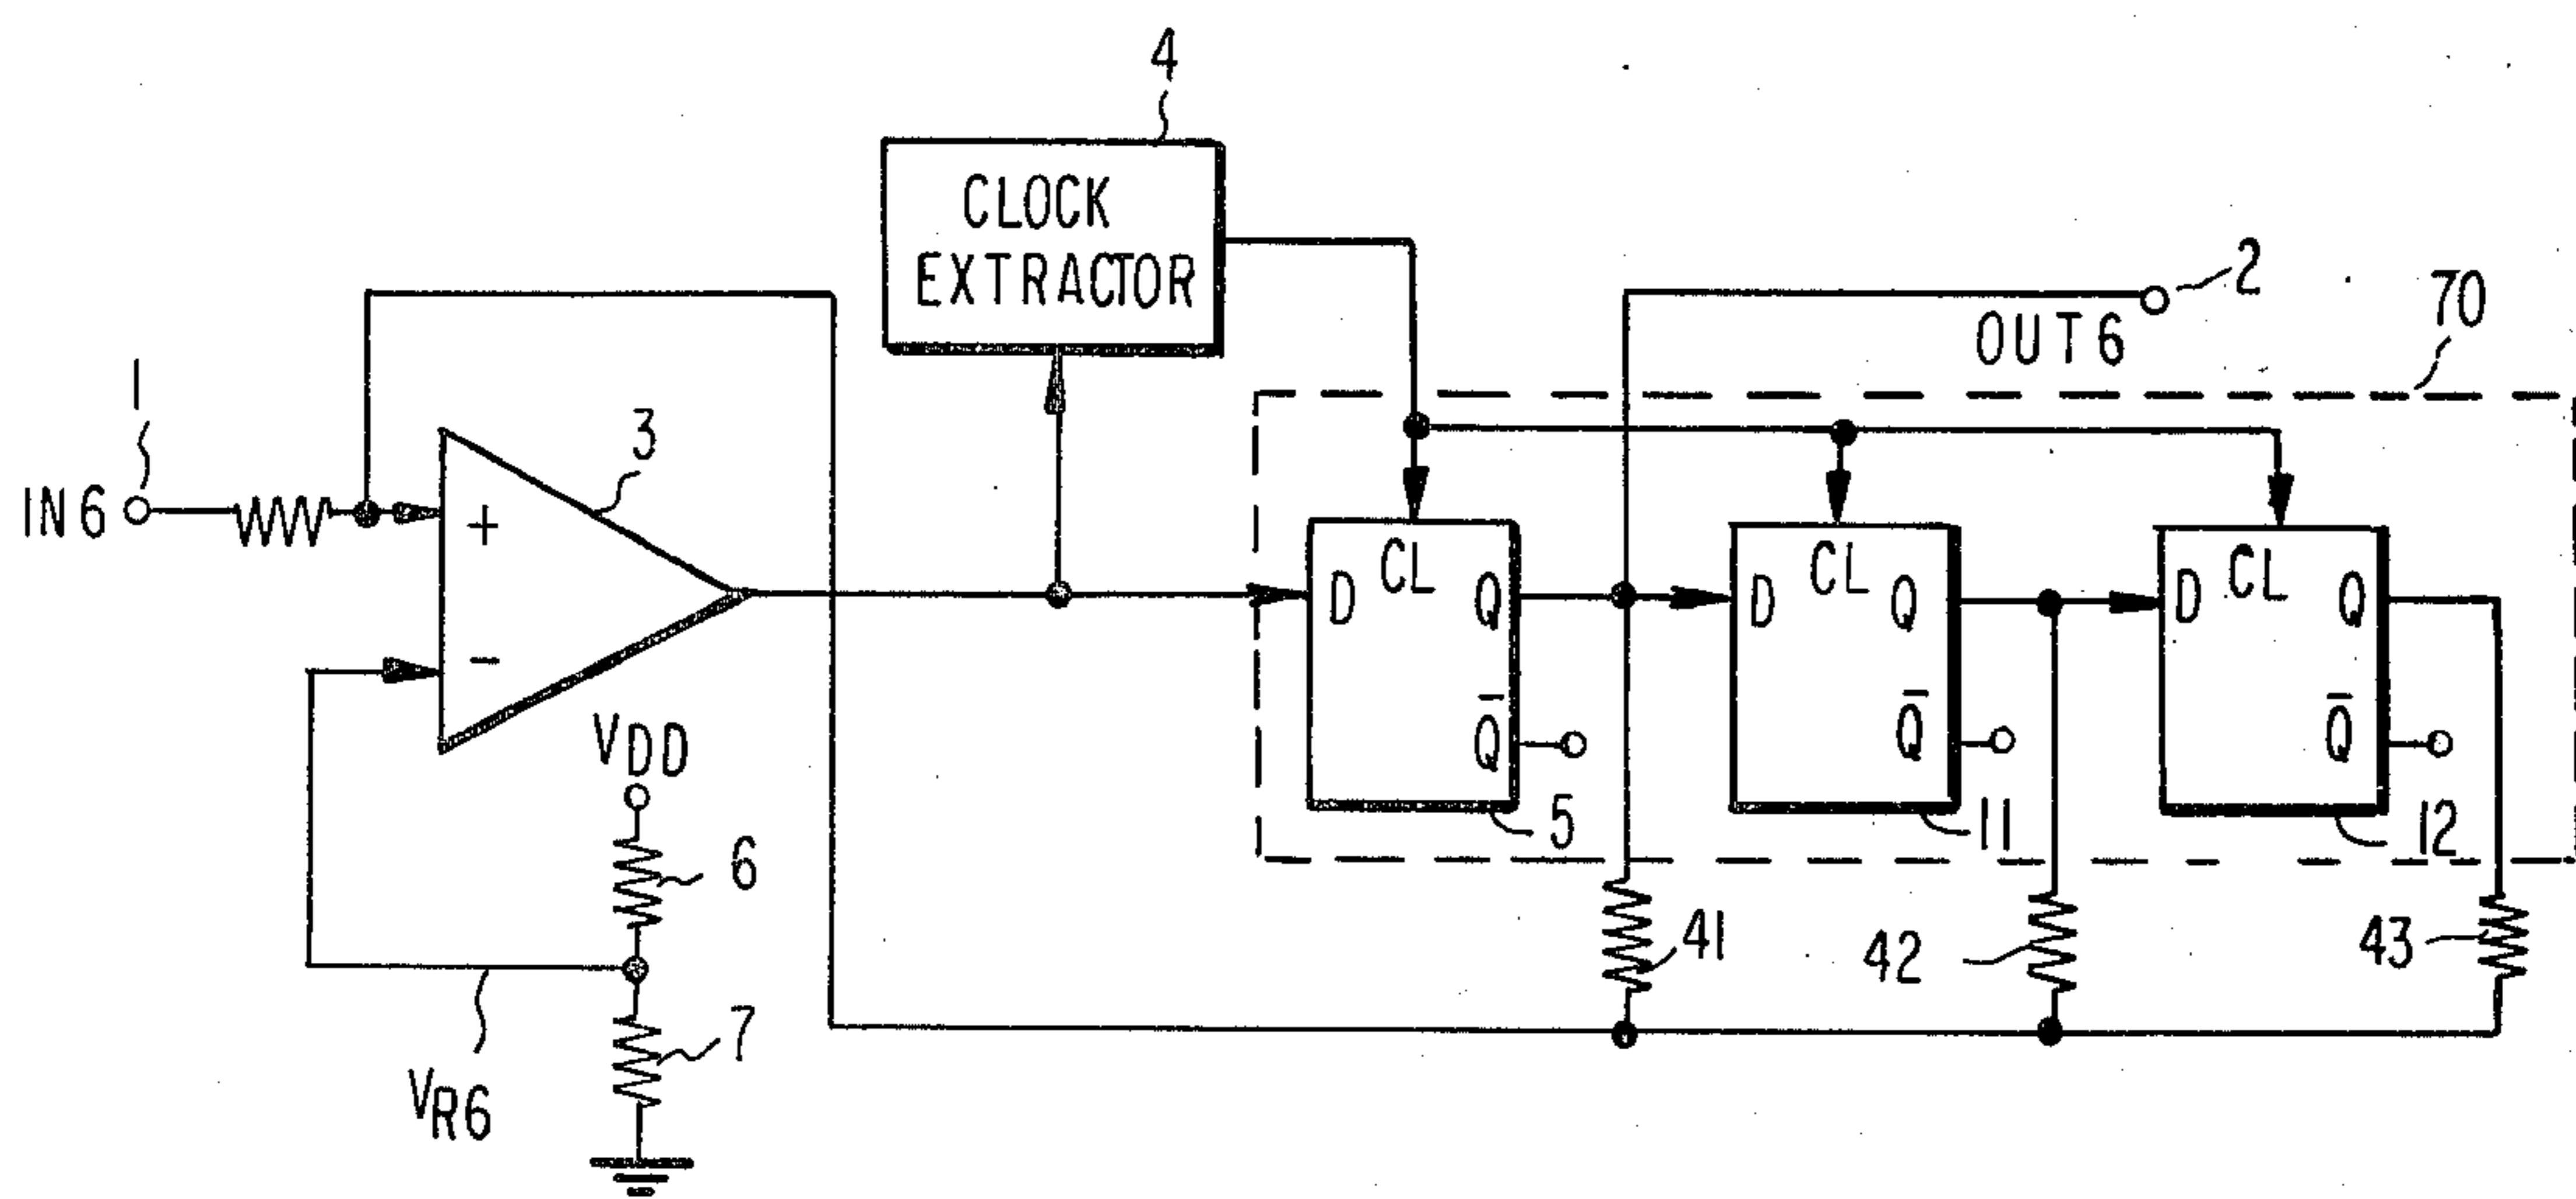 4
CLOCK
EXTRACTOR
2
OUT6
70
1
3
IN6
+
CL
D
Q
CL
D
Q
CL
D
Q
-
VDD
Q̅
Q̅
Q̅
5
11
12
6
41
42
43
7
VR6